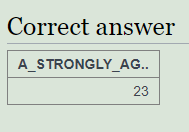 Correct answer
A_STRONGLY_AG..
23